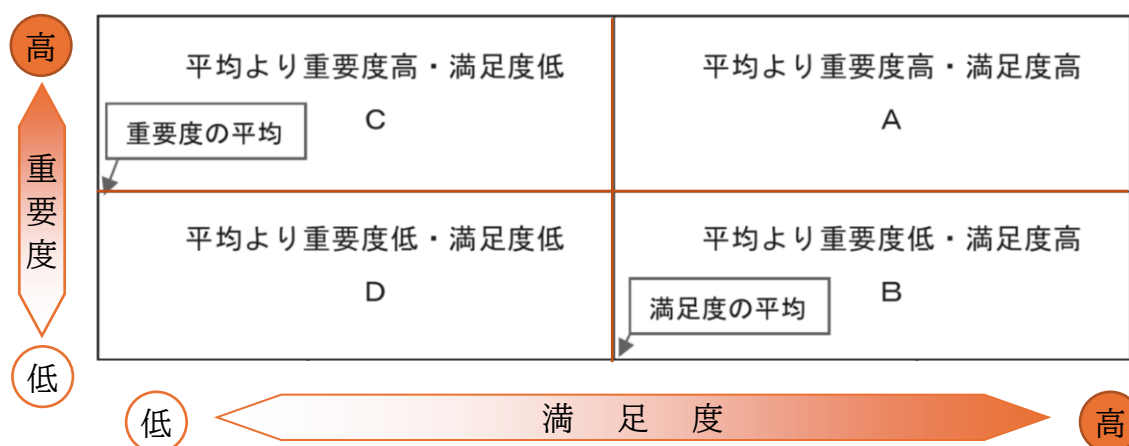 高
平均より重要度高・満足度低
C
平均より重要度高・満足度高
A
重要度の平均
重要度
平均より重要度低・満足度低
D
平均より重要度低・満足度高
B
満足度の平均
低
低
満足度
高